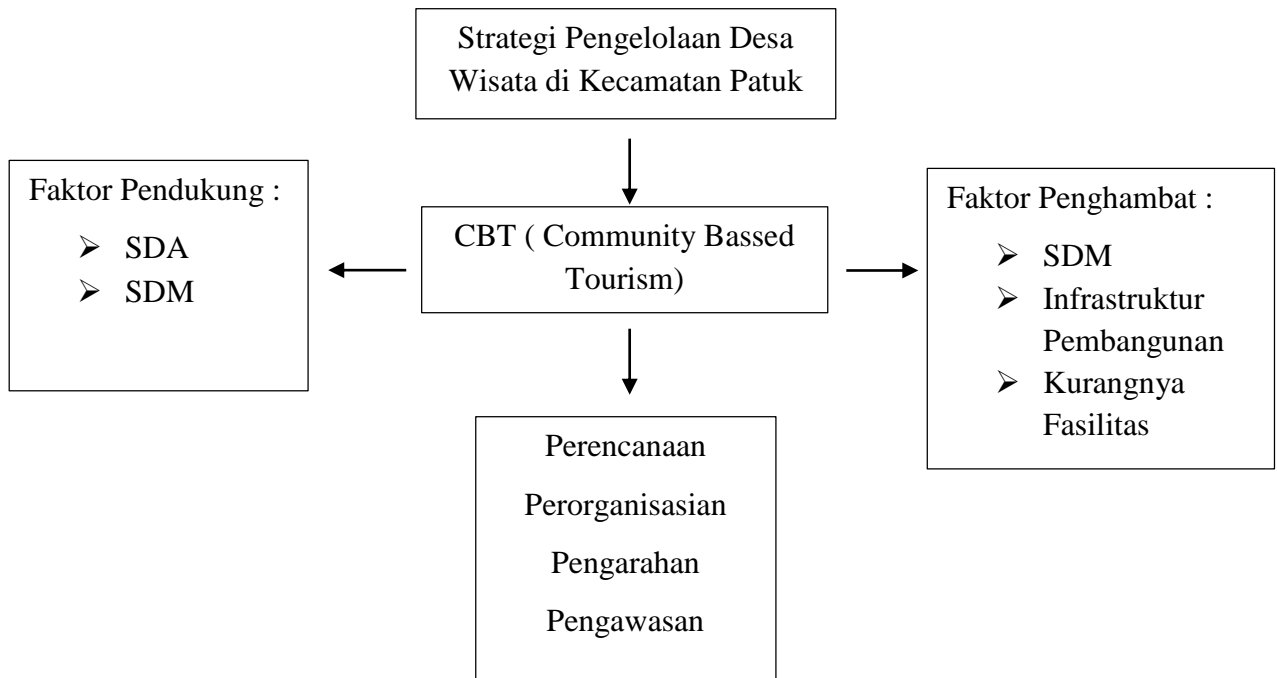 Strategi Pengelolaan Desa
Wisata di Kecamatan Patuk
Faktor Pendukung :
➢ SDA
➢ SDM
CBT ( Community Bassed
Tourism)
Faktor Penghambat :
➢ SDM
➢ Infrastruktur
Pembangunan
➢ Kurangnya
Fasilitas
Perencanaan
Perorganisasian
Pengarahan
Pengawasan